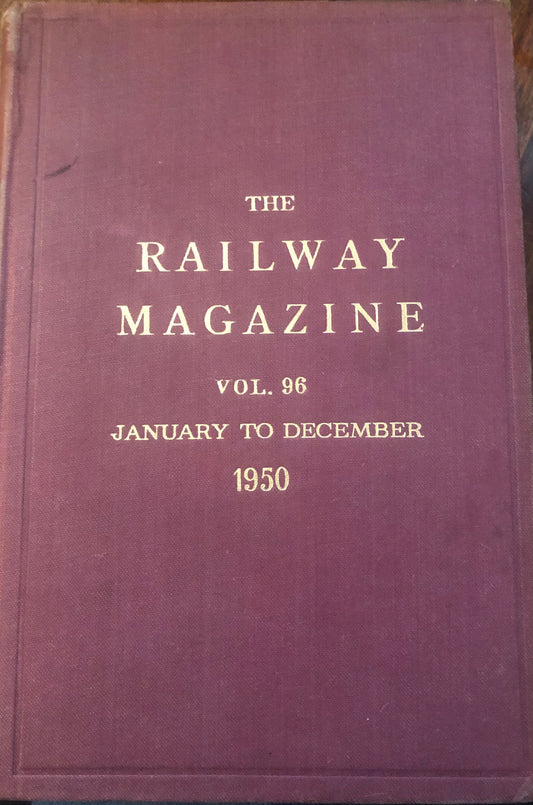 THE
RAILWAY
MAGAZINE
VOL. 96
JANUARY TO DECEMBER
1950